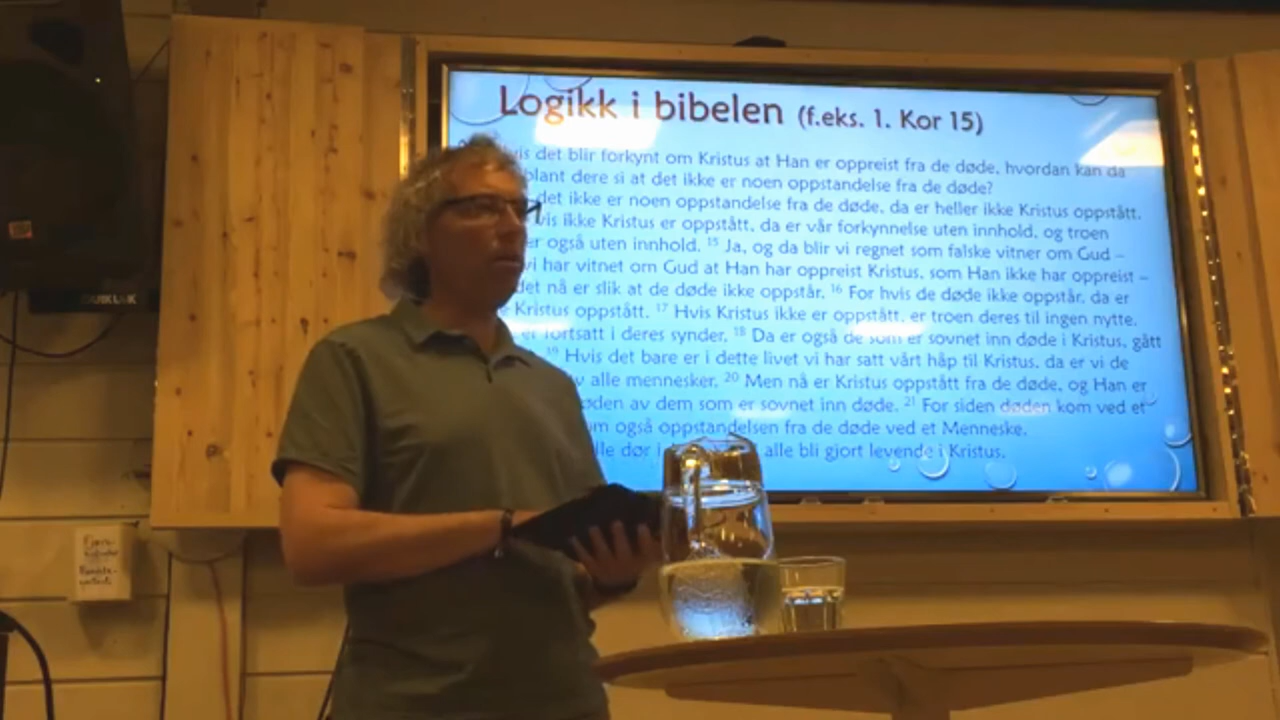 Logikk i bibelen (f.eks. 1. Kor 15)
vis det blir forkynt om Kristus at Han er oppreist fra de døde, hvordan kan da
blant dere si at det ikke er noen oppstandelse fra de døde?
det ikke er noen oppstandelse fra de døde, da er heller ikke Kristus oppstått.
vis ikke Kristus er oppstått, da er vår forkynnelse uten innhold, og troen
er også uten innhold. 15 Ja, og da blir vi regnet som falske vitner om Gud –
vi har vitnet om Gud at Han har oppreist Kristus, som Han ikke har oppreist –
det nå er slik at de døde ikke oppstår. 16 For hvis de døde ikke oppstår, da er
Kristus oppstått. 17 Hvis Kristus ikke er oppstått, er troen deres til ingen nytte,
er fortsatt i deres synder. 18 Da er også de som er sovnet inn døde i Kristus, gått
19 Hvis det bare er i dette livet vi har satt vårt håp til Kristus, da er vi de
v alle mennesker. 20 Men nå er Kristus oppstått fra de døde, og Han er
øden av dem som er sovnet inn døde. 21 For siden døden kom ved et
om også oppstandelsen fra de døde ved et Menneske.
lle dør i alle bli gjort levende i Kristus.